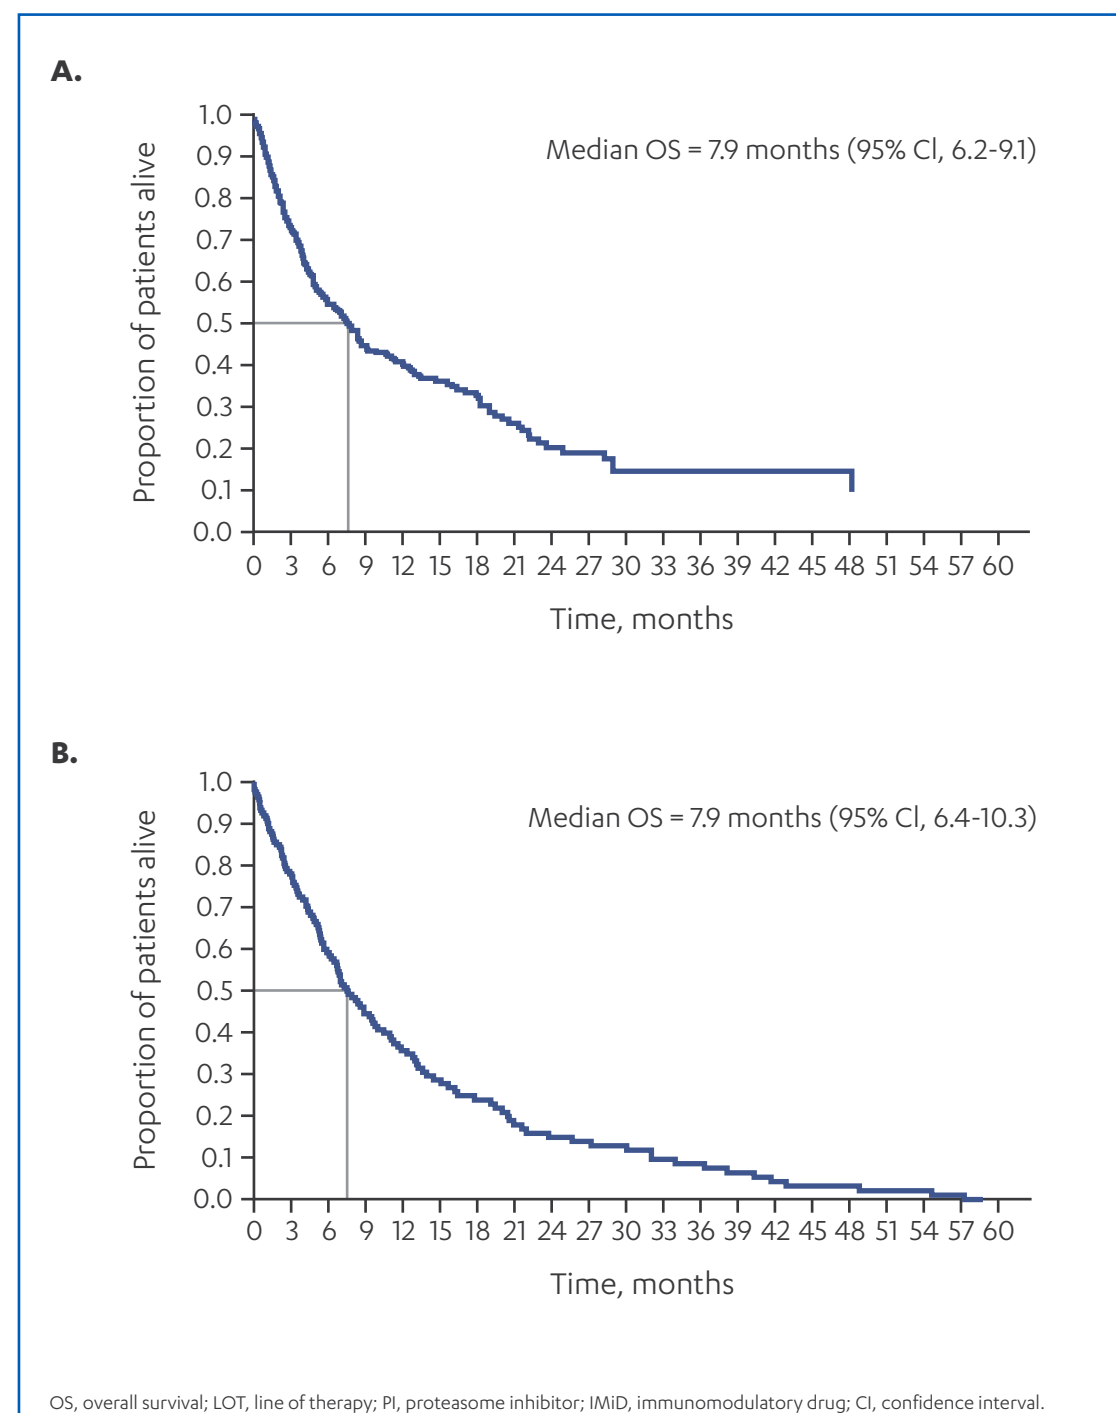 A.
Median OS = 7.9 months (95% CI, 6.2-9.1)
Proportion of patients alive
1.0
0.9
0.8
0.7
0.6
0.5
0.4
0.3
0.2
0.1
0.0
0 3 6 9 12 15 18 21 24 27 30 33 36 39 42 45 48 51 54 57 60
Time, months
B.
Median OS = 7.9 months (95% CI, 6.4-10.3)
Proportion of patients alive
1.0
0.9
0.8
0.7
0.6
0.5
0.4
0.3
0.2
0.1
0.0
0 3 6 9 12 15 18 21 24 27 30 33 36 39 42 45 48 51 54 57 60
Time, months
OS, overall survival; LOT, line of therapy; PI, proteasome inhibitor; IMiD, immunomodulatory drug; CI, confidence interval.